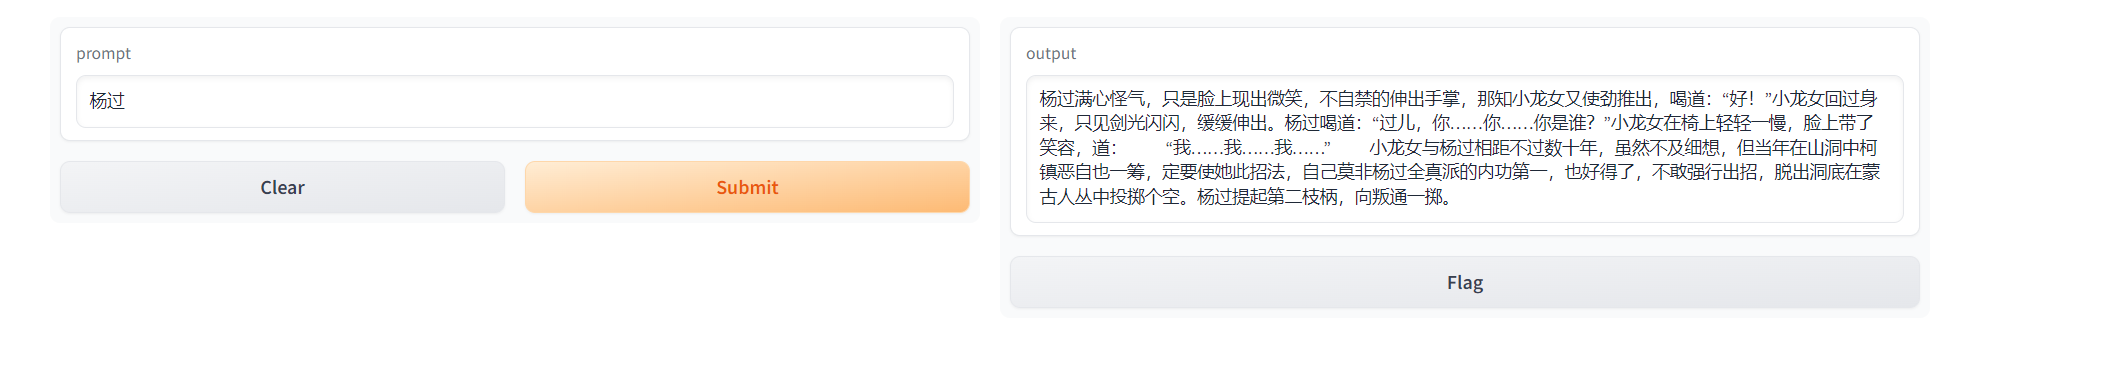 prompt
杨过
Clear
Submit
output
杨过满心怪气，只是脸上现出微笑，不自禁的伸出手掌，那知小龙女又使劲推出，喝道：“好！”小龙女回过身
来，只见剑光闪闪，缓缓伸出。杨过喝道：“过儿，你……你……你是谁？”小龙女在椅上轻轻一慢，脸上带了
笑容，道：　　“我……我……我……”　　小龙女与杨过相距不过数十年，虽然不及细想，但当年在山洞中柯
镇恶自也一筹，定要使她此招法，自己莫非杨过全真派的内功第一，也好得了，不敢强行出招，脱出洞底在蒙
古人丛中投掷个空。杨过提起第二枝柄，向叛通一掷。
Flag